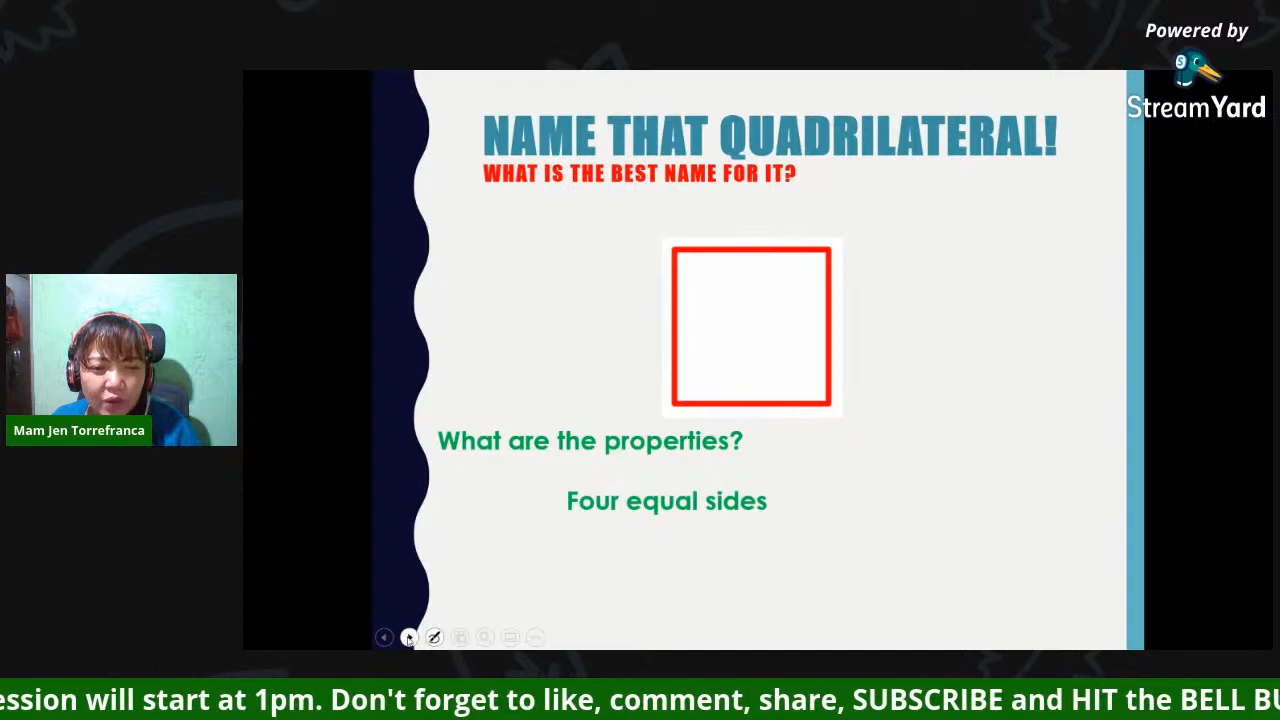 Powered by
StreamYard
NAME THAT QUADRILATERAL!
WHAT IS THE BEST NAME FOR IT?
What are the properties?
Four equal sides
Mam Jen Torrefranca
ession will start at 1pm. Don't forget to like, comment, share, SUBSCRIBE and HIT the BELL BU